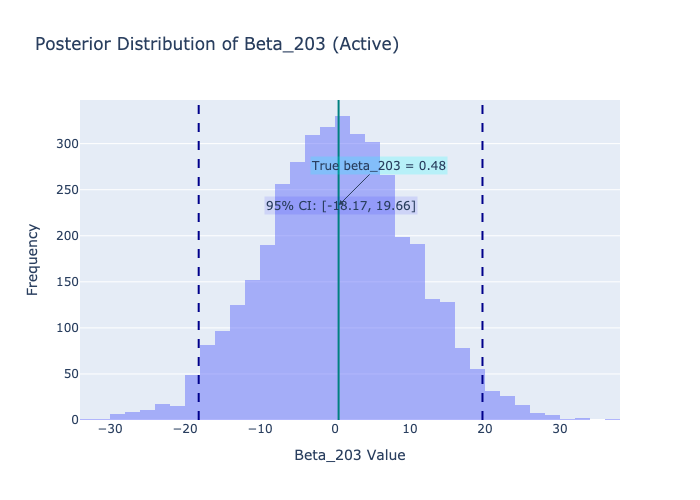 Posterior Distribution of Beta_203 (Active)
300
250
200
150
100
50
0
Frequency
True beta_203 = 0.48
95% CI: [-18.17, 19.66]
−30
−20
−10
0
10
20
30
Beta_203 Value